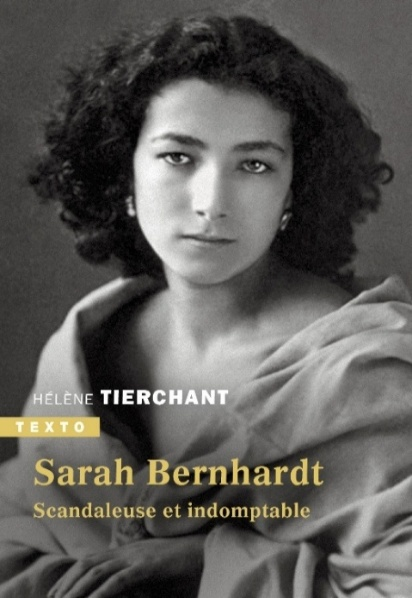 HÉLÈNE TIERCHANT
TEXTO
Sarah Bernhardt
Scandaleuse et indomptable